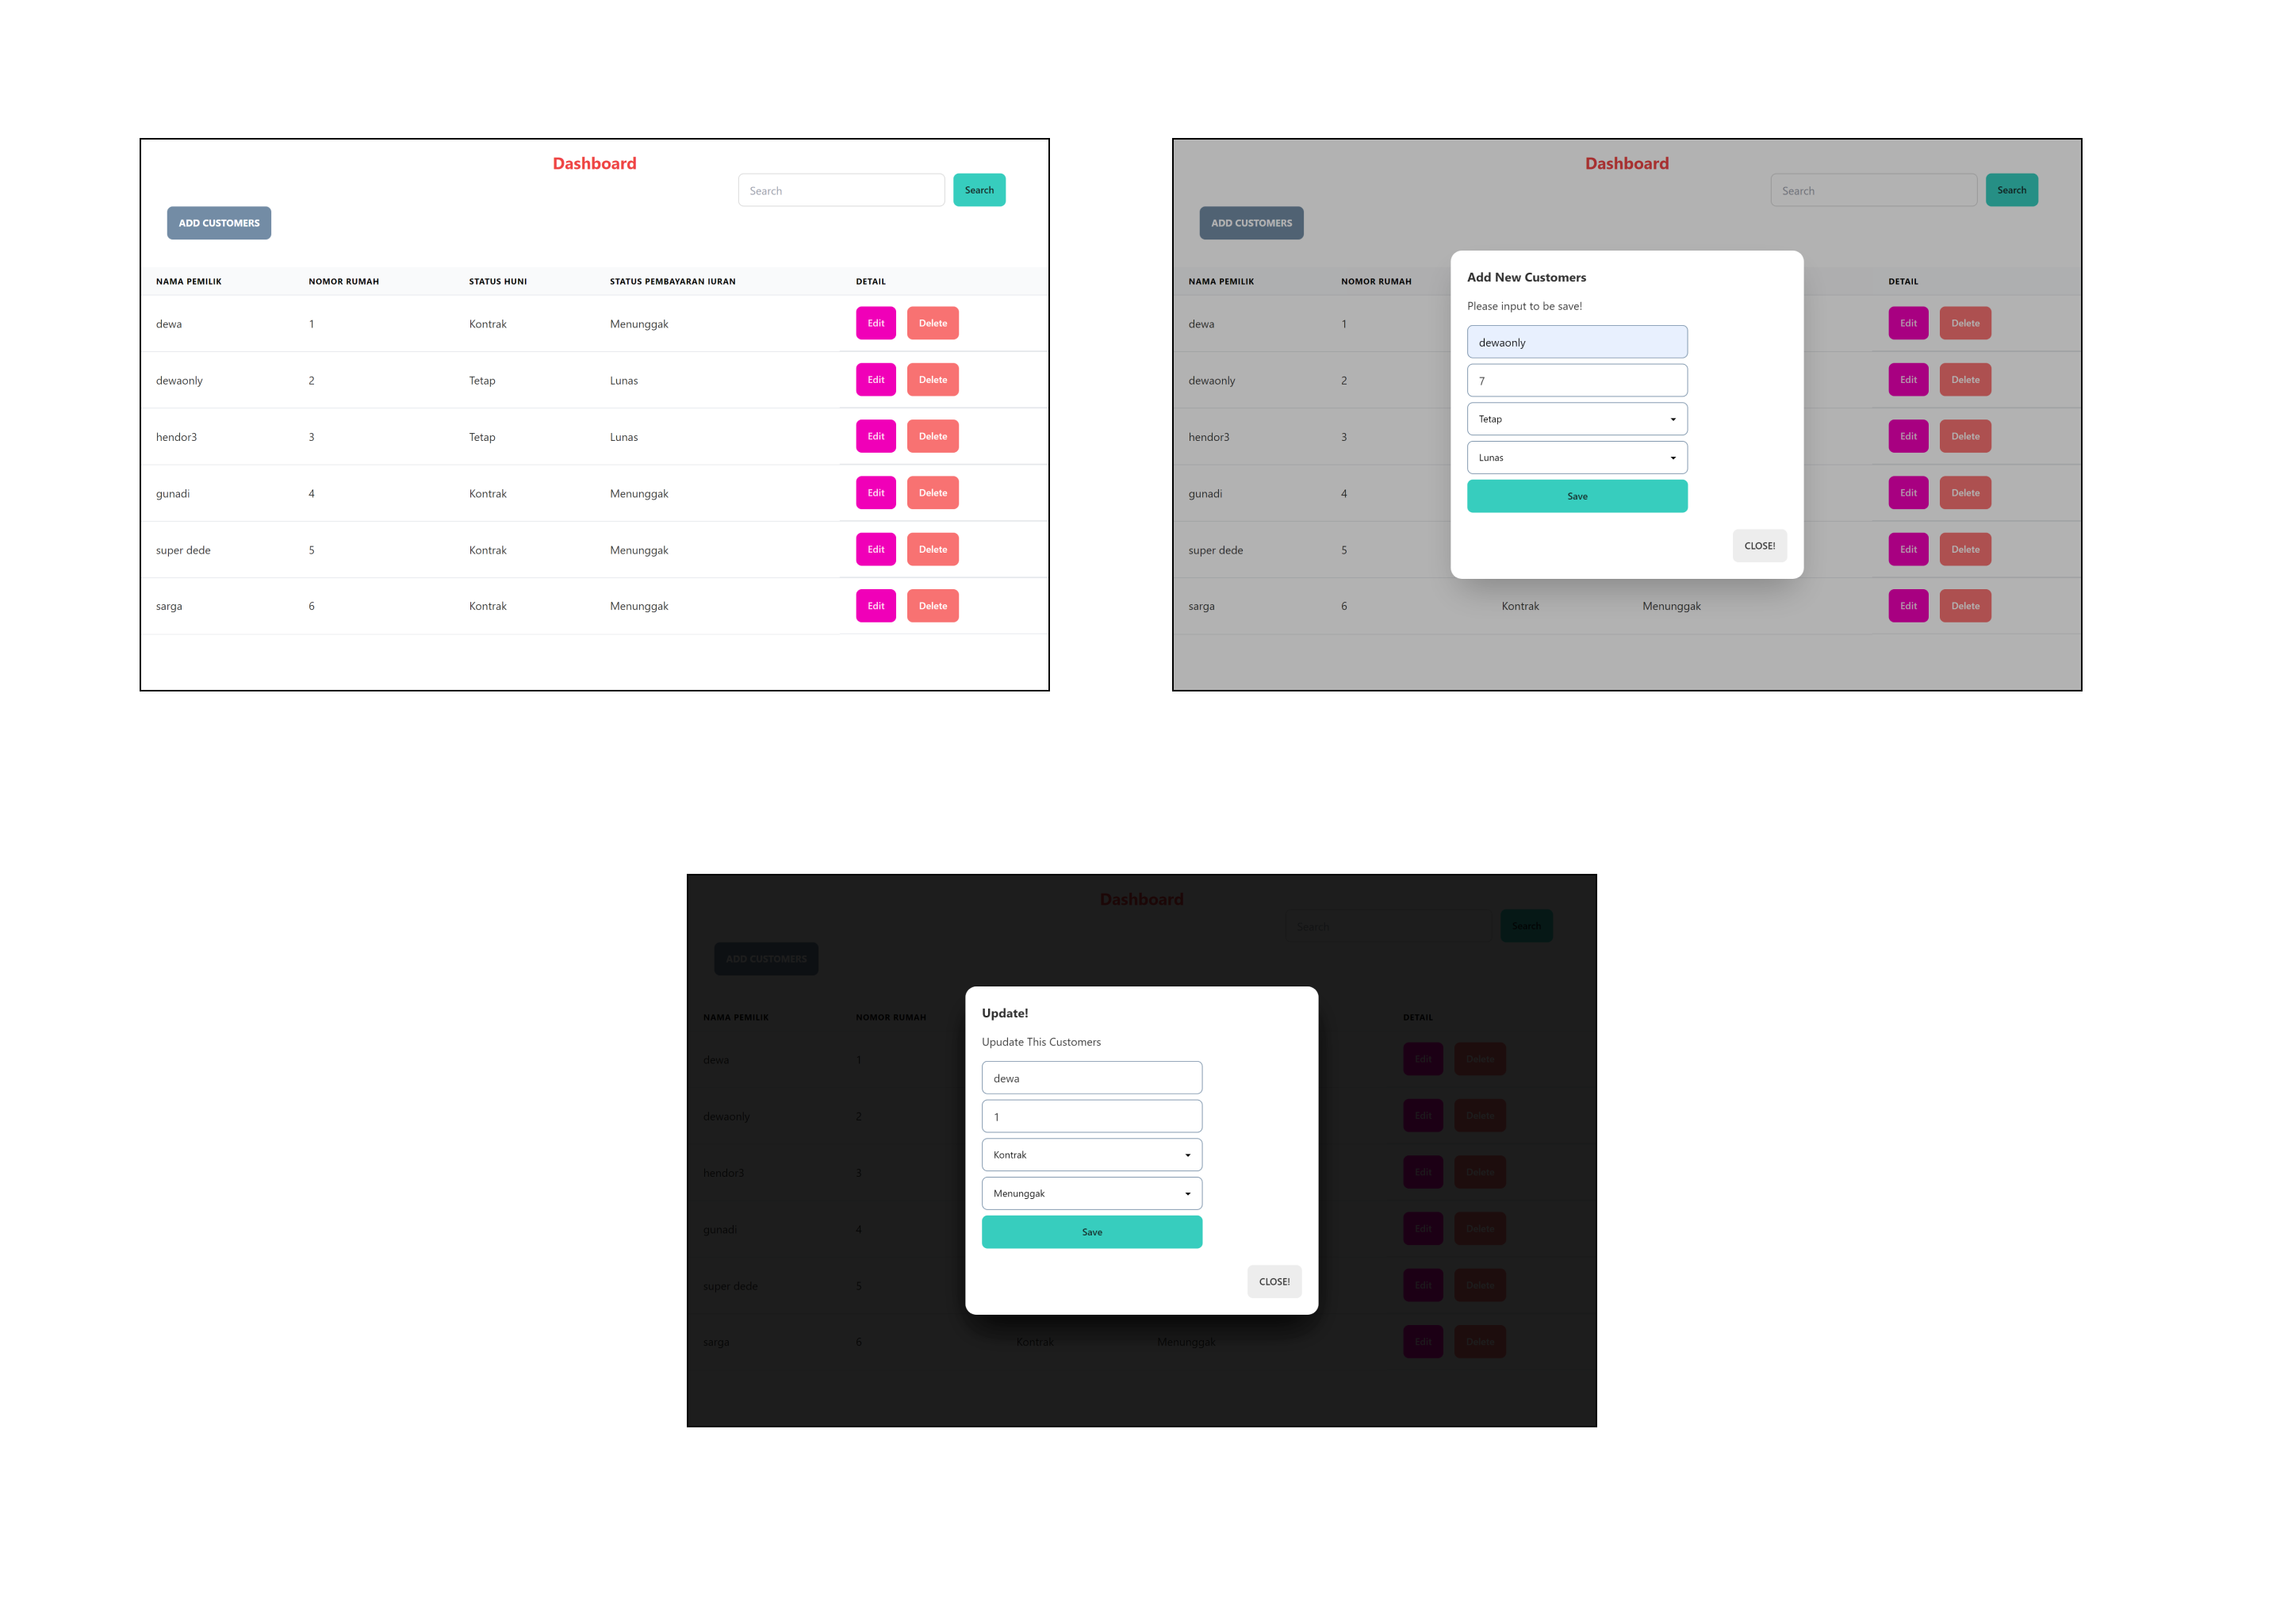 Dashboard
Search Search
ADD CUSTOMERS
NAMA PEMILIK NOMOR RUMAH STATUS HUNI STATUS PEMBAYARAN IURAN DETAIL
dewa 1 Kontrak Menunggak Edit Delete
dewaonly 2 Tetap Lunas Edit Delete
hendor3 3 Tetap Lunas Edit Delete
gunadi 4 Kontrak Menunggak Edit Delete
super dede 5 Kontrak Menunggak Edit Delete
sarga 6 Kontrak Menunggak Edit Delete
Dashboard
Search Search
ADD CUSTOMERS
NAMA PEMILIK NOMOR RUMAH DETAIL
dewa 1 Edit Delete
dewaonly 2 Edit Delete
hendor3 3 Edit Delete
gunadi 4 Edit Delete
super dede 5 Edit Delete
sarga 6 Kontrak Menunggak Edit Delete
Add New Customers
Please input to be save!
dewaonly
7
Tetap
Lunas
Save
CLOSE!
Dashboard
Search Search
ADD CUSTOMERS
NAMA PEMILIK NOMOR RUMAH DETAIL
dewa 1 Edit Delete
dewaonly 2 Edit Delete
hendor3 3 Edit Delete
gunadi 4 Edit Delete
super dede 5 Edit Delete
sarga 6 Kontrak Menunggak Edit Delete
Update!
Upudate This Customers
dewa
1
Kontrak
Menunggak
Save
CLOSE!